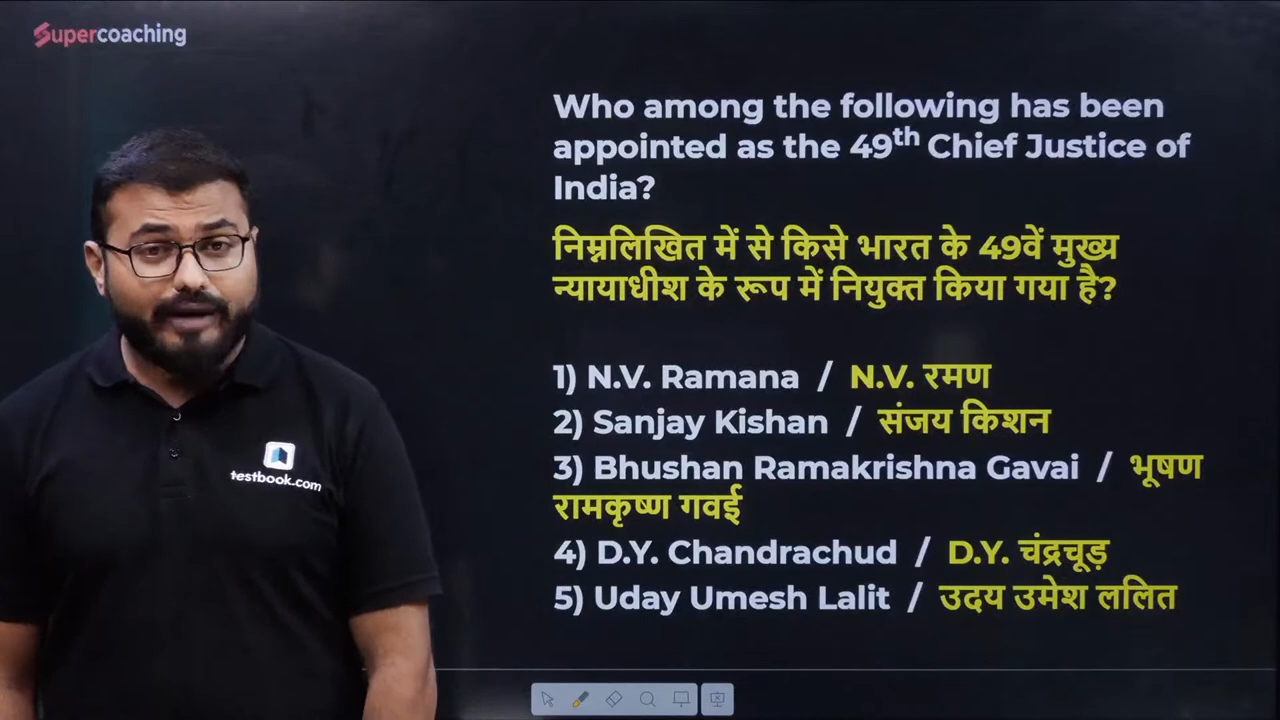 Supercoaching
Who among the following has been
appointed as the 49th Chief Justice of
India?
निम्नलिखित में से किसे भारत के 49वें मुख्य
न्यायाधीश के रूप में नियुक्त किया गया है?
1) N.V. Ramana / N.V. रमण
2) Sanjay Kishan / संजय किशन
3) Bhushan Ramakrishna Gavai / भूषण
रामकृष्ण गवई
4) D.Y. Chandrachud / D.Y. चंद्रचूड़
5) Uday Umesh Lalit / उदय उमेश ललित
testbook.com